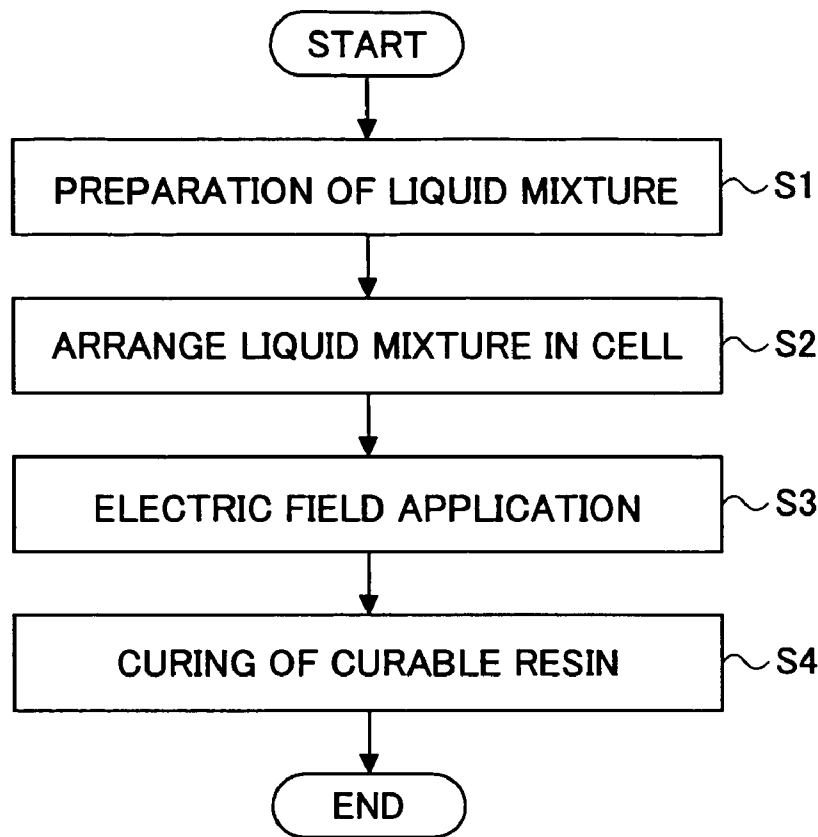 START
PREPARATION OF LIQUID MIXTURE
S1
ARRANGE LIQUID MIXTURE IN CELL
S2
ELECTRIC FIELD APPLICATION
S3
CURING OF CURABLE RESIN
S4
END